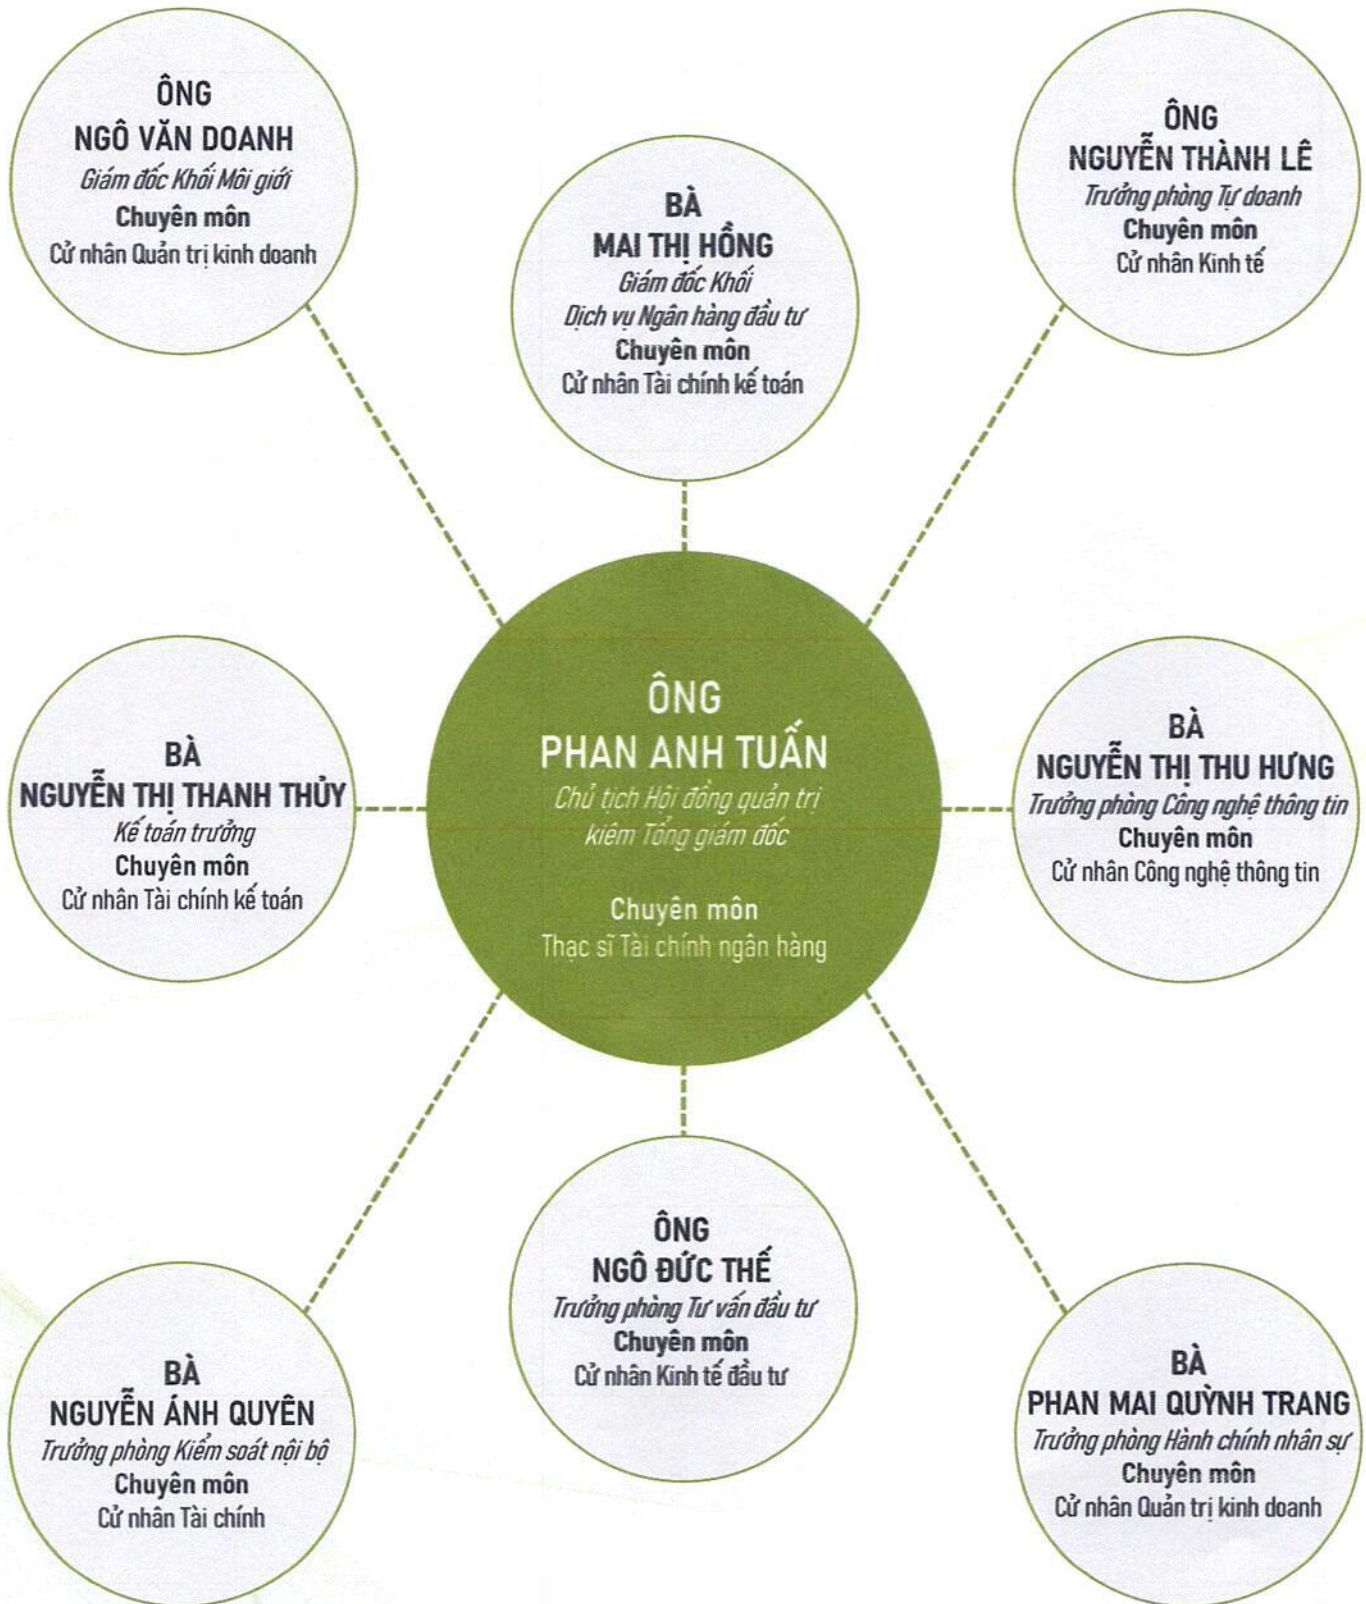 ÔNG
NGÔ VĂN DOANH
Giám đốc Khối Môi giới
Chuyên môn
Cử nhân Quản trị kinh doanh
BÀ
MAI THỊ HỒNG
Giám đốc Khối
Dịch vụ Ngân hàng đầu tư
Chuyên môn
Cử nhân Tài chính kế toán
ÔNG
NGUYỄN THÀNH LÊ
Trưởng phòng Tự doanh
Chuyên môn
Cử nhân Kinh tế
BÀ
NGUYỄN THỊ THANH THỦY
Kế toán trưởng
Chuyên môn
Cử nhân Tài chính kế toán
ÔNG
PHAN ANH TUẤN
Chủ tịch Hội đồng quản trị
kiêm Tổng giám đốc
Chuyên môn
Thạc sĩ Tài chính ngân hàng
BÀ
NGUYỄN THỊ THU HƯNG
Trưởng phòng Công nghệ thông tin
Chuyên môn
Cử nhân Công nghệ thông tin
BÀ
NGUYỄN ÁNH QUYÊN
Trưởng phòng Kiểm soát nội bộ
Chuyên môn
Cử nhân Tài chính
ÔNG
NGÔ ĐỨC THẾ
Trưởng phòng Tư vấn đầu tư
Chuyên môn
Cử nhân Kinh tế đầu tư
BÀ
PHAN MAI QUỲNH TRANG
Trưởng phòng Hành chính nhân sự
Chuyên môn
Cử nhân Quản trị kinh doanh